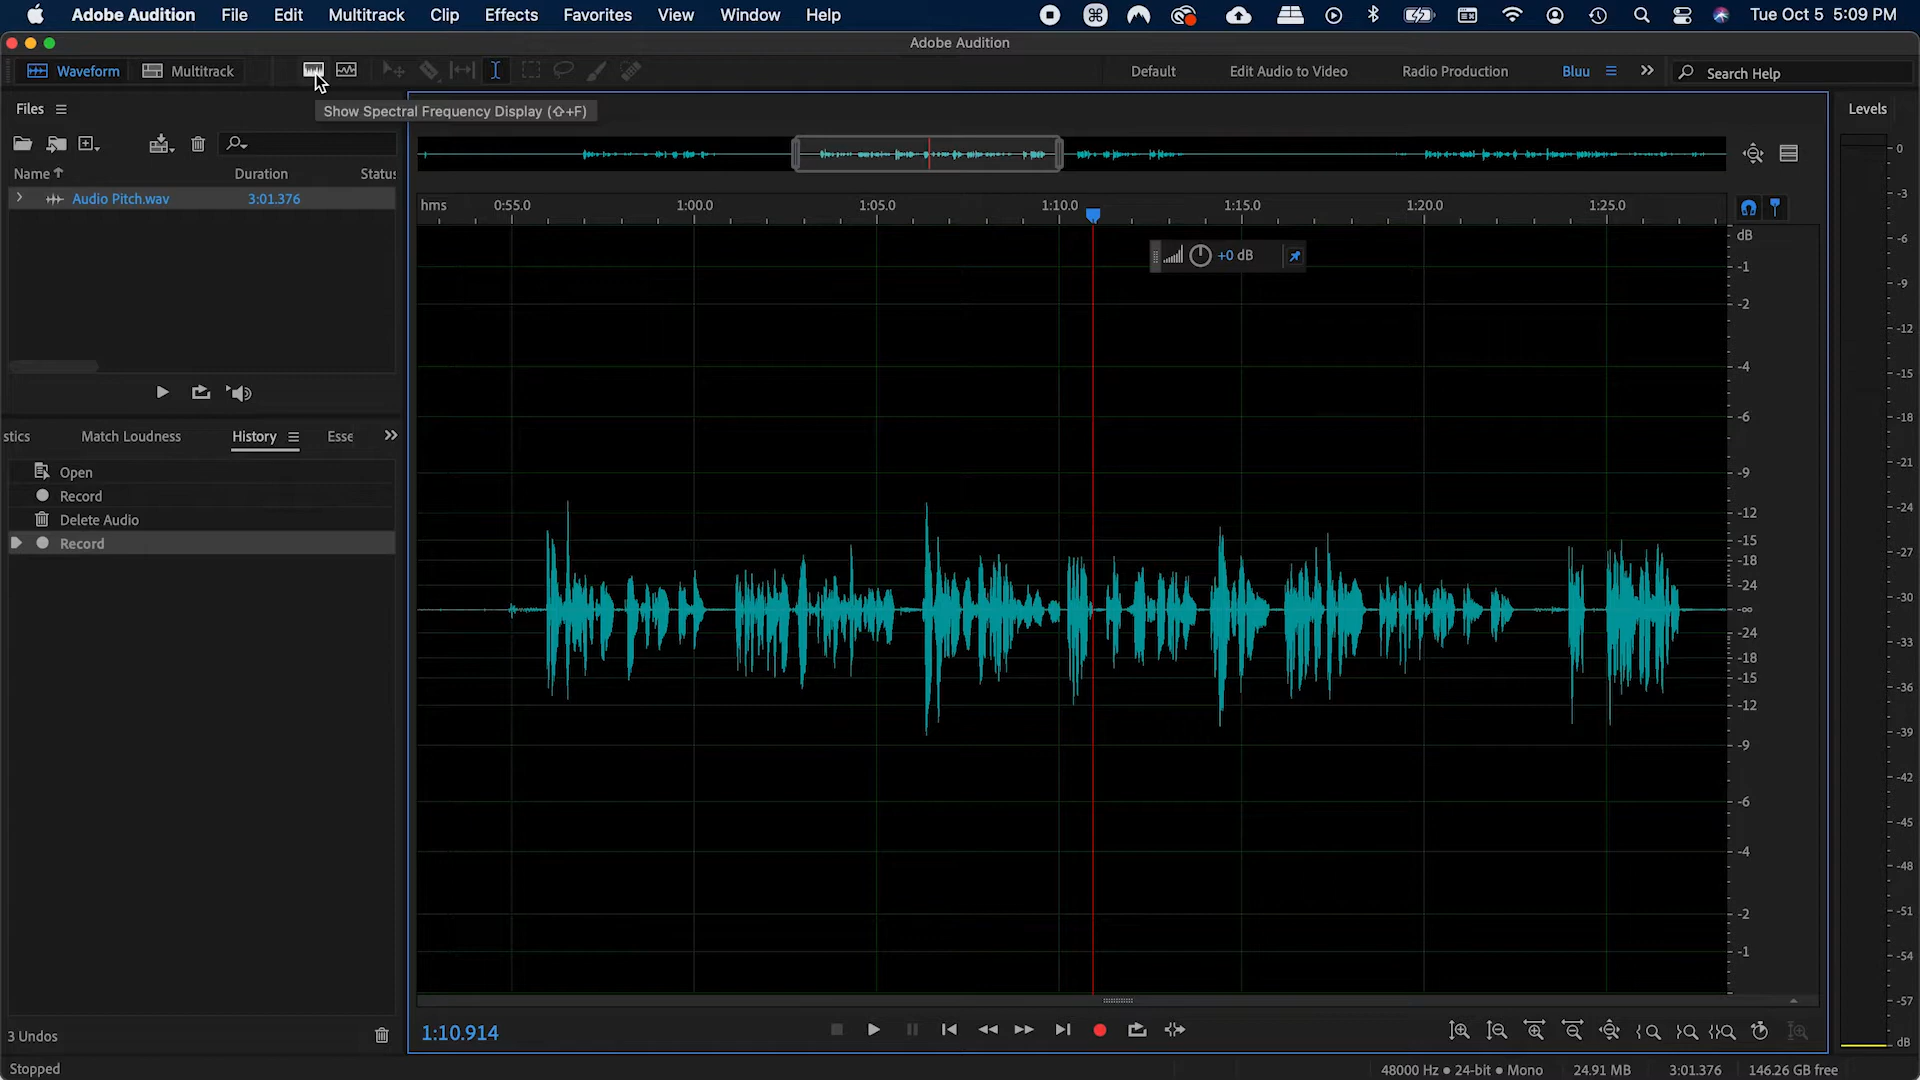 Adobe Audition File Edit Multitrack Clip Effects Favorites View Window Help Tue Oct 5 5:09 PM
Adobe Audition
Waveform Multitrack Default Edit Audio to Video Radio Production Bluu Search Help
Show Spectral Frequency Display (⇧+F)
Files
Levels
Name Duration Status
Audio Pitch.wav 3:01.376
hms 0:55.0 1:00.0 1:05.0 1:10.0 1:15.0 1:20.0 1:25.0
+0 dB
dB
-1
-2
-4
-6
-9
-12
-15
-18
-24
-∞
-24
-18
-15
-12
-9
-6
-4
-2
-1
0
-3
-6
-9
-12
-15
-18
-21
-24
-27
-30
-33
-36
-39
-42
-45
-48
-51
-54
-57
dB
stics Match Loudness History Esse
Open
Record
Delete Audio
Record
3 Undos
1:10.914
Stopped
48000 Hz • 24-bit • Mono 24.91 MB 3:01.376 146.26 GB free